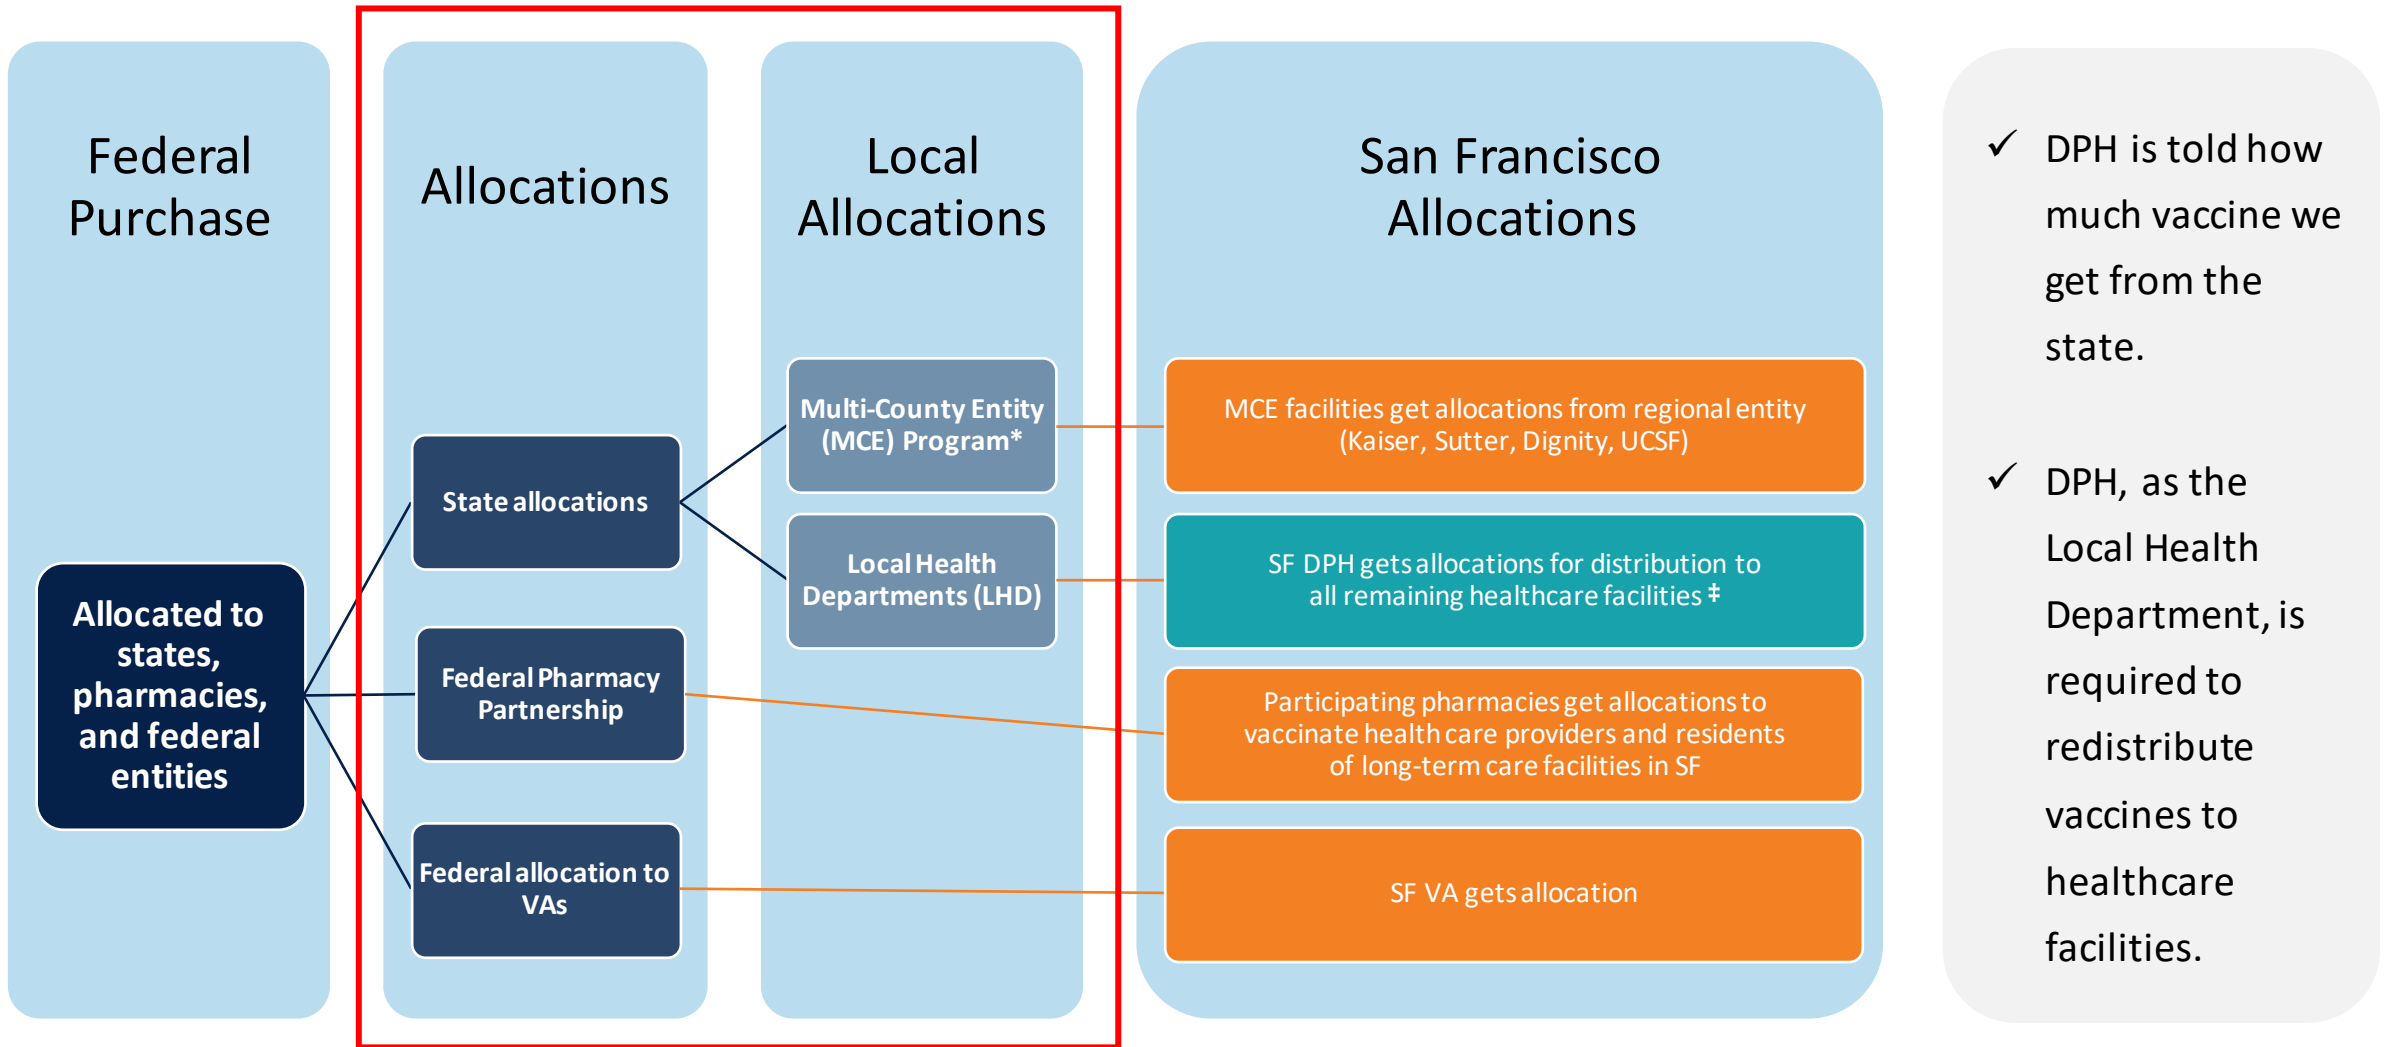 Federal
Purchase
Allocated to
states,
pharmacies,
and federal
entities
Allocations
State allocations
Federal Pharmacy
Partnership
Federal allocation to
VAs
Local
Allocations
Multi-County Entity
(MCE) Program*
Local Health
Departments (LHD)
San Francisco
Allocations
MCE facilities get allocations from regional entity
(Kaiser, Sutter, Dignity, UCSF)
SF DPH gets allocations for distribution to
all remaining healthcare facilities ‡
Participating pharmacies get allocations to
vaccinate health care providers and residents
of long-term care facilities in SF
SF VA gets allocation
✓ DPH is told how
much vaccine we
get from the
state.
✓ DPH, as the
Local Health
Department, is
required to
redistribute
vaccines to
healthcare
facilities.